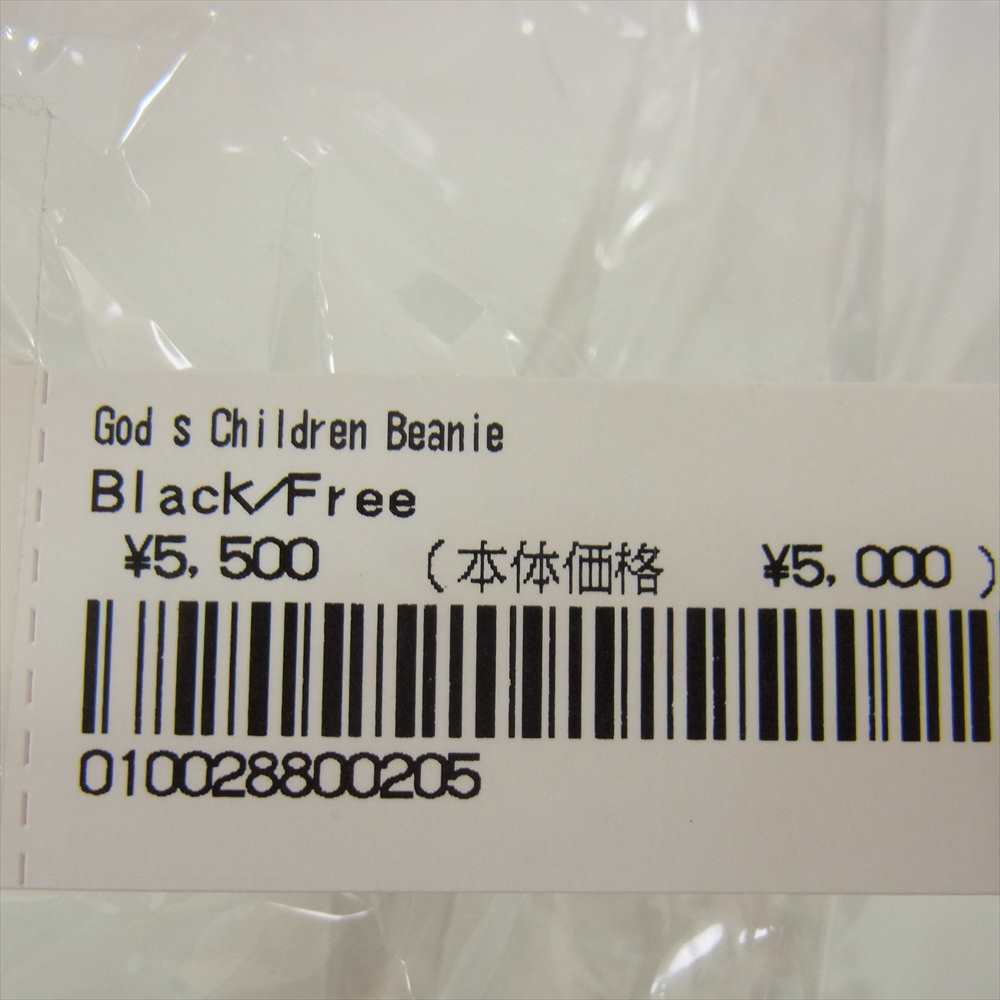 God s Children Beanie
Black/Free
¥5,500 (本体価格 ¥5,000)
010028800205